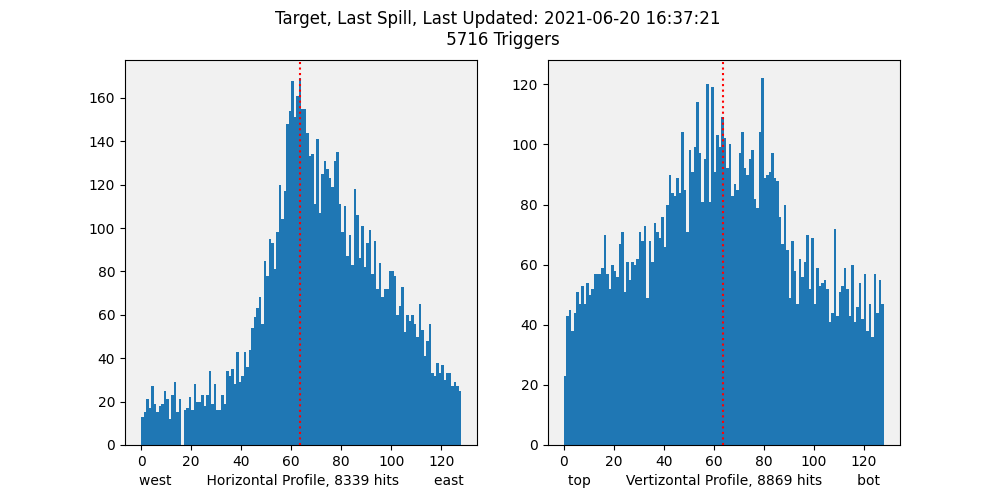 Target, Last Spill, Last Updated: 2021-06-20 16:37:21
5716 Triggers
160
140
120
100
80
60
40
20
0
0 20 40 60 80 100 120
west Horizontal Profile, 8339 hits east
120
100
80
60
40
20
0
0 20 40 60 80 100 120
top Vertizontal Profile, 8869 hits bot